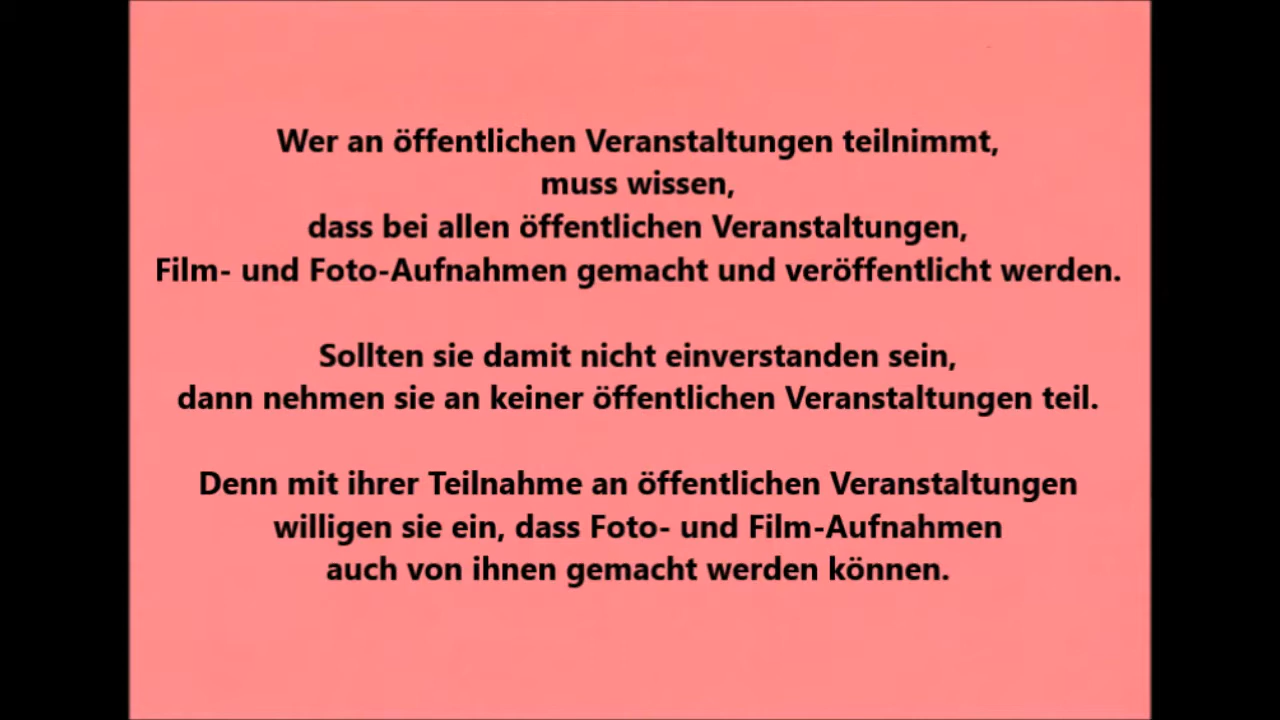 Wer an öffentlichen Veranstaltungen teilnimmt,
muss wissen,
dass bei allen öffentlichen Veranstaltungen,
Film- und Foto-Aufnahmen gemacht und veröffentlicht werden.
Sollten sie damit nicht einverstanden sein,
dann nehmen sie an keiner öffentlichen Veranstaltungen teil.
Denn mit ihrer Teilnahme an öffentlichen Veranstaltungen
willigen sie ein, dass Foto- und Film-Aufnahmen
auch von ihnen gemacht werden können.